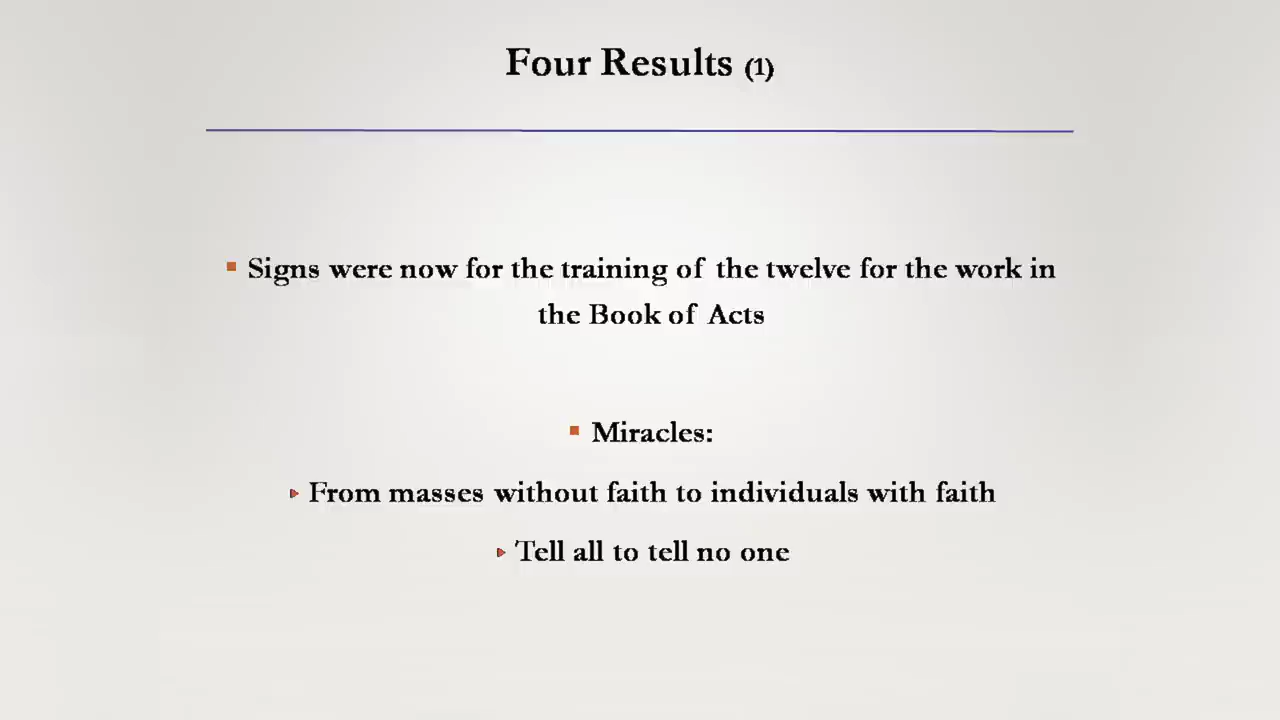 Four Results (1)
Signs were now for the training of the twelve for the work in
the Book of Acts
Miracles:
From masses without faith to individuals with faith
Tell all to tell no one